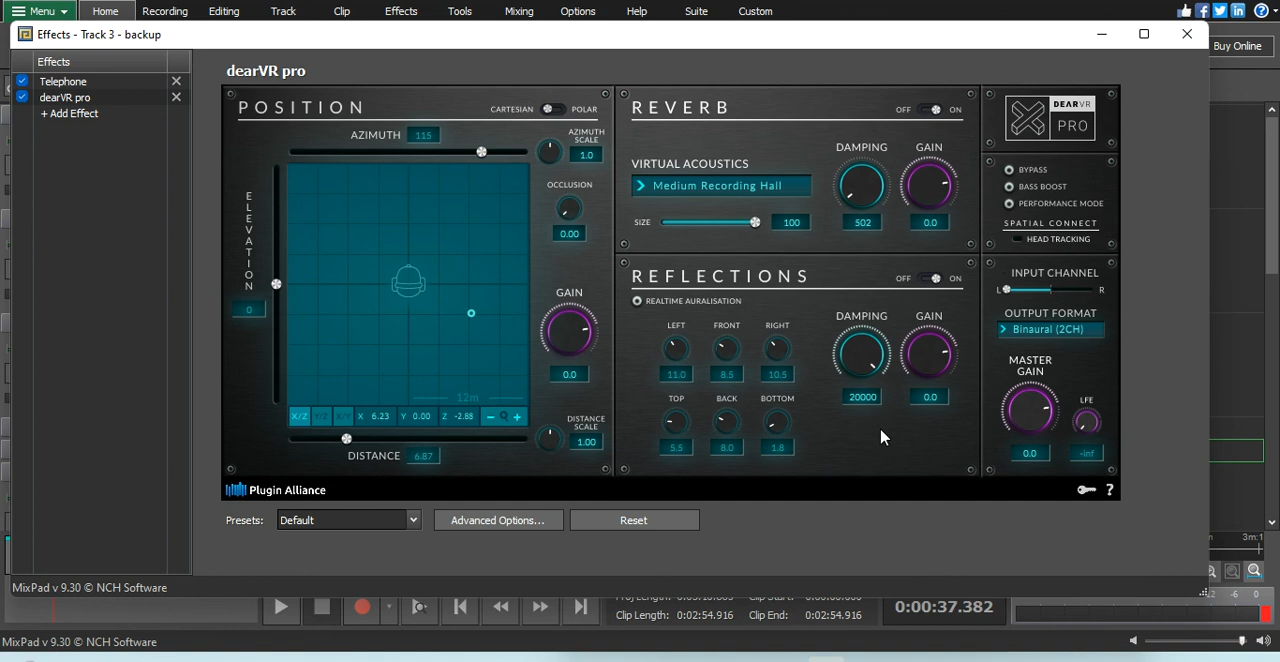 Menu Home Recording Editing Track Clip Effects Tools Mixing Options Help Suite Custom
Effects - Track 3 - backup
Buy Online
Effects
Telephone
dearVR pro
+ Add Effect
dearVR pro
POSITION
CARTESIAN POLAR
AZIMUTH 115
AZIMUTH SCALE
1.0
ELEVATION
0
OCCLUSION
0.00
GAIN
0.0
12m
X/Z Y/Z X/Y X 6.23 Y 0.00 Z -2.88 - +
DISTANCE SCALE
1.00
DISTANCE 6.87
REVERB
OFF ON
VIRTUAL ACOUSTICS
Medium Recording Hall
SIZE 100
DAMPING
502
GAIN
0.0
REFLECTIONS
OFF ON
REALTIME AURALISATION
LEFT FRONT RIGHT
11.0 8.5 10.5
TOP BACK BOTTOM
5.5 8.0 1.8
DAMPING
20000
GAIN
0.0
DEARVR
PRO
BYPASS
BASS BOOST
PERFORMANCE MODE
SPATIAL CONNECT
HEAD TRACKING
INPUT CHANNEL
L R
OUTPUT FORMAT
Binaural (2CH)
MASTER GAIN
0.0
LFE
-inf
Plugin Alliance
?
Presets: Default Advanced Options... Reset
3m:1
MixPad v 9.30 © NCH Software
Clip Length: 0:02:54.916 Clip End: 0:02:54.916
0:00:37.382
-6 0
MixPad v 9.30 © NCH Software